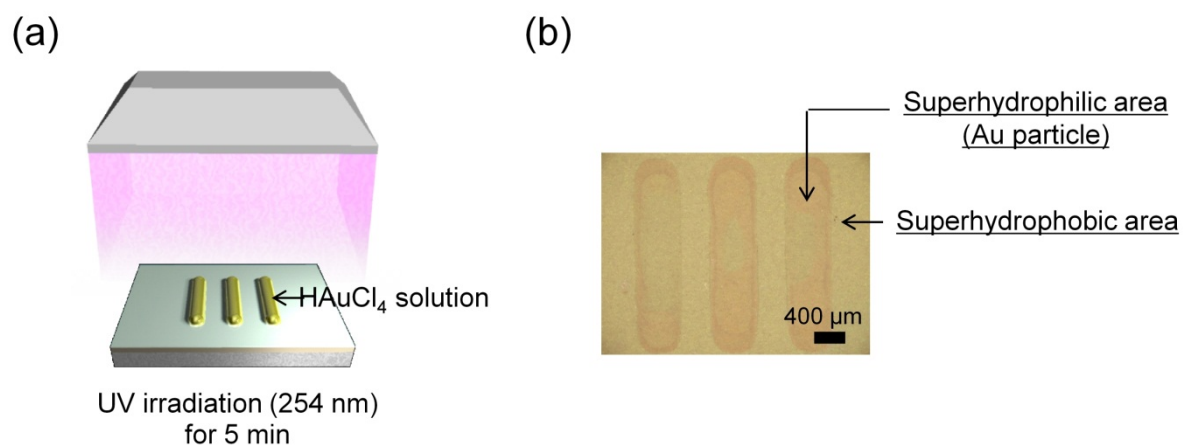 (a)
HAuCl₄ solution
UV irradiation (254 nm)
for 5 min
(b)
Superhydrophilic area
(Au particle)
Superhydrophobic area
400 µm